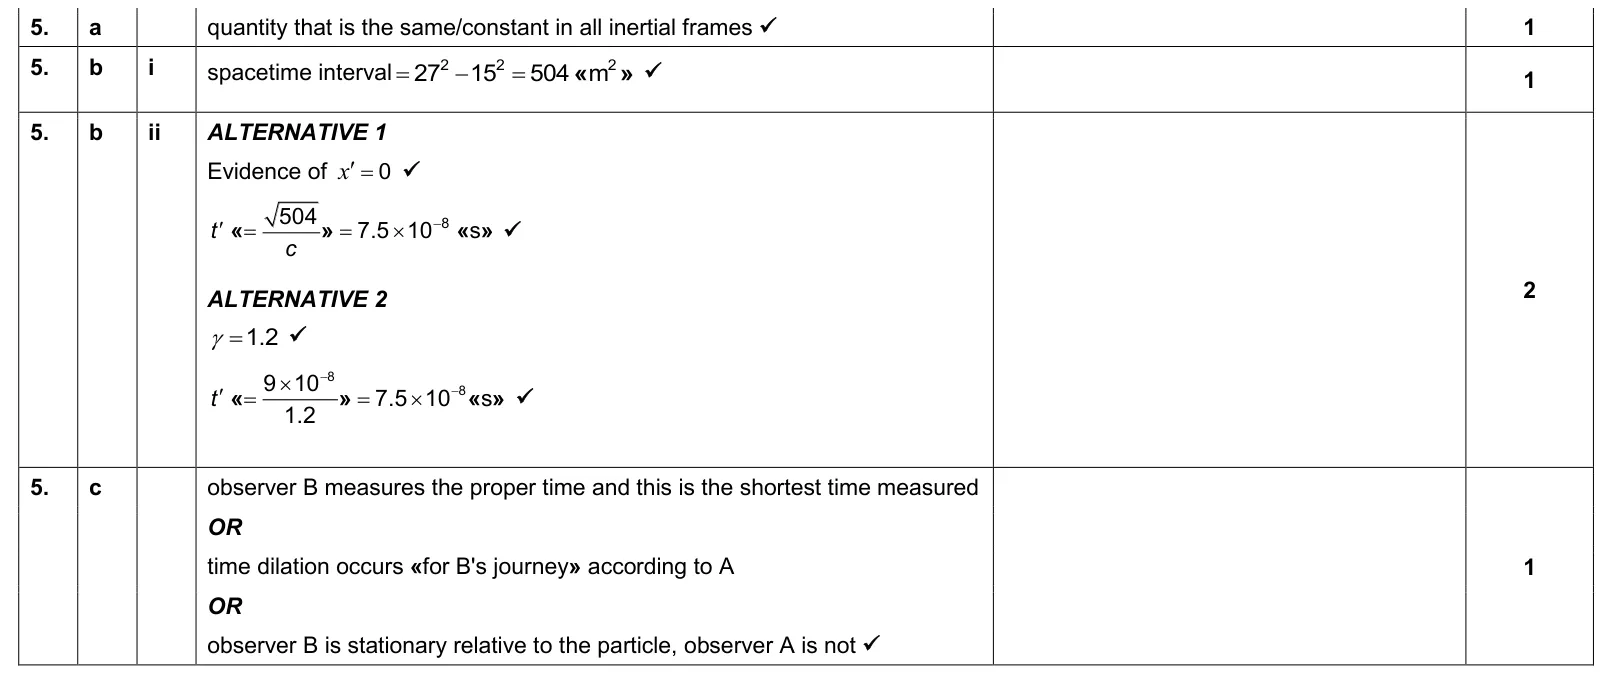 5. a quantity that is the same/constant in all inertial frames ✓ 1
5. b i spacetime interval = 27² − 15² = 504 «m²» ✓ 1
5. b ii ALTERNATIVE 1
Evidence of x′ = 0 ✓
t′ «= √504 / c» = 7.5 × 10⁻⁸ «s» ✓
ALTERNATIVE 2
2
γ = 1.2 ✓
t′ «= 9 × 10⁻⁸ / 1.2» = 7.5 × 10⁻⁸ «s» ✓
5. c observer B measures the proper time and this is the shortest time measured
OR
time dilation occurs «for B's journey» according to A 1
OR
observer B is stationary relative to the particle, observer A is not ✓